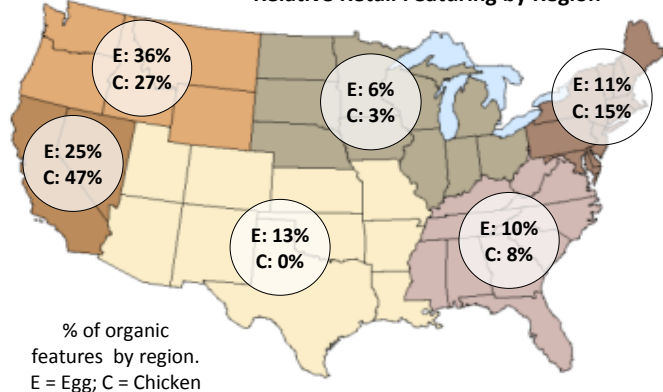 Relative Retail Featuring by Region
E: 36%
C: 27%
E: 6%
C: 3%
E: 11%
C: 15%
E: 25%
C: 47%
E: 13%
C: 0%
E: 10%
C: 8%
% of organic
features by region.
E = Egg; C = Chicken